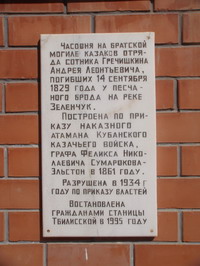 Часовня на братской
могиле казаков отря-
да сотника Гречишкина
Андрея Леонтьевича,
погибших 14 сентября
1829 года у песча-
ного брода на реке
Зеленчук.
Построена по при-
казу наказного
атамана Кубанского
казачьего войска,
графа Феликса Нико-
лаевича Сумарокова-
Эльстон в 1861 году.
Разрушена в 1934 г
году по приказу властей
Востановлена
гражданами станицы
Тбилисской в 1995 году